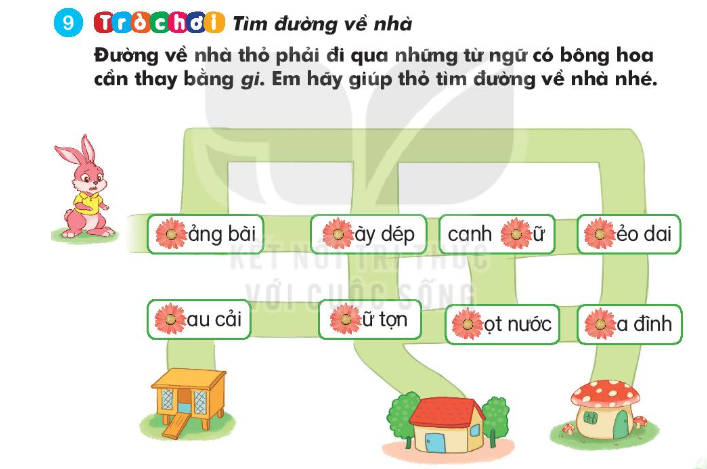 9 Trò chơi Tìm đường về nhà
Đường về nhà thỏ phải đi qua những từ ngữ có bông hoa
cần thay bằng gi. Em hãy giúp thỏ tìm đường về nhà nhé.
ảng bài ày dép canh ữ ẻo dai
KẾT NỐI TRI THỨC
VỚI CUỘC SỐNG
au cải ữ tợn ọt nước a đình